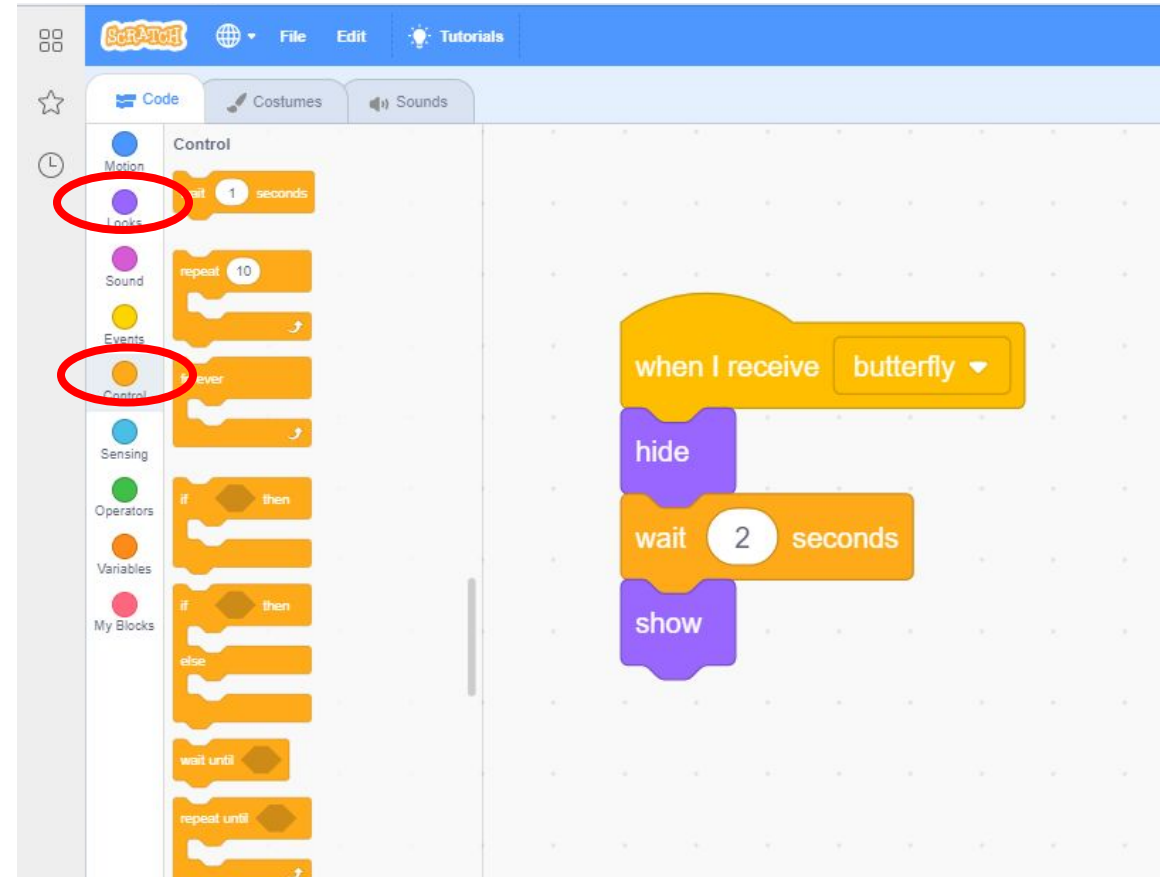 SCRATCH File Edit Tutorials
Code Costumes Sounds
Motion
Looks
Sound
Events
Control
Sensing
Operators
Variables
My Blocks
Control
wait 1 seconds
repeat 10
forever
if then
if then
else
wait until
repeat until
when I receive butterfly
hide
wait 2 seconds
show